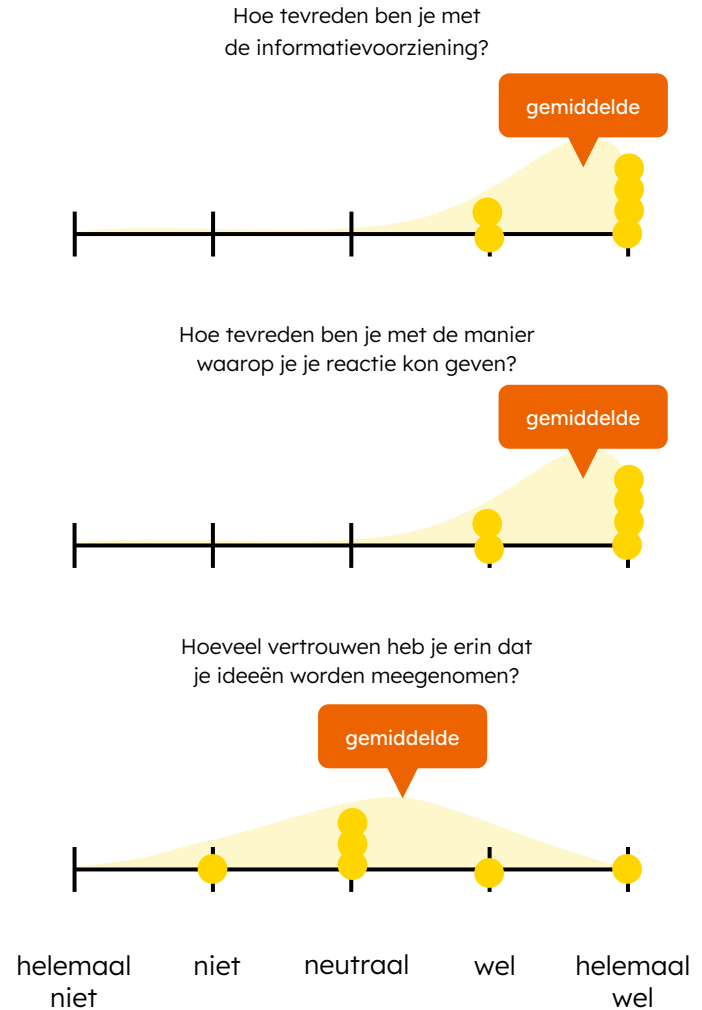 Hoe tevreden ben je met
de informatievoorziening?
gemiddelde
Hoe tevreden ben je met de manier
waarop je je reactie kon geven?
gemiddelde
Hoeveel vertrouwen heb je erin dat
je ideeën worden meegenomen?
gemiddelde
helemaal niet
niet
neutraal
wel
helemaal wel